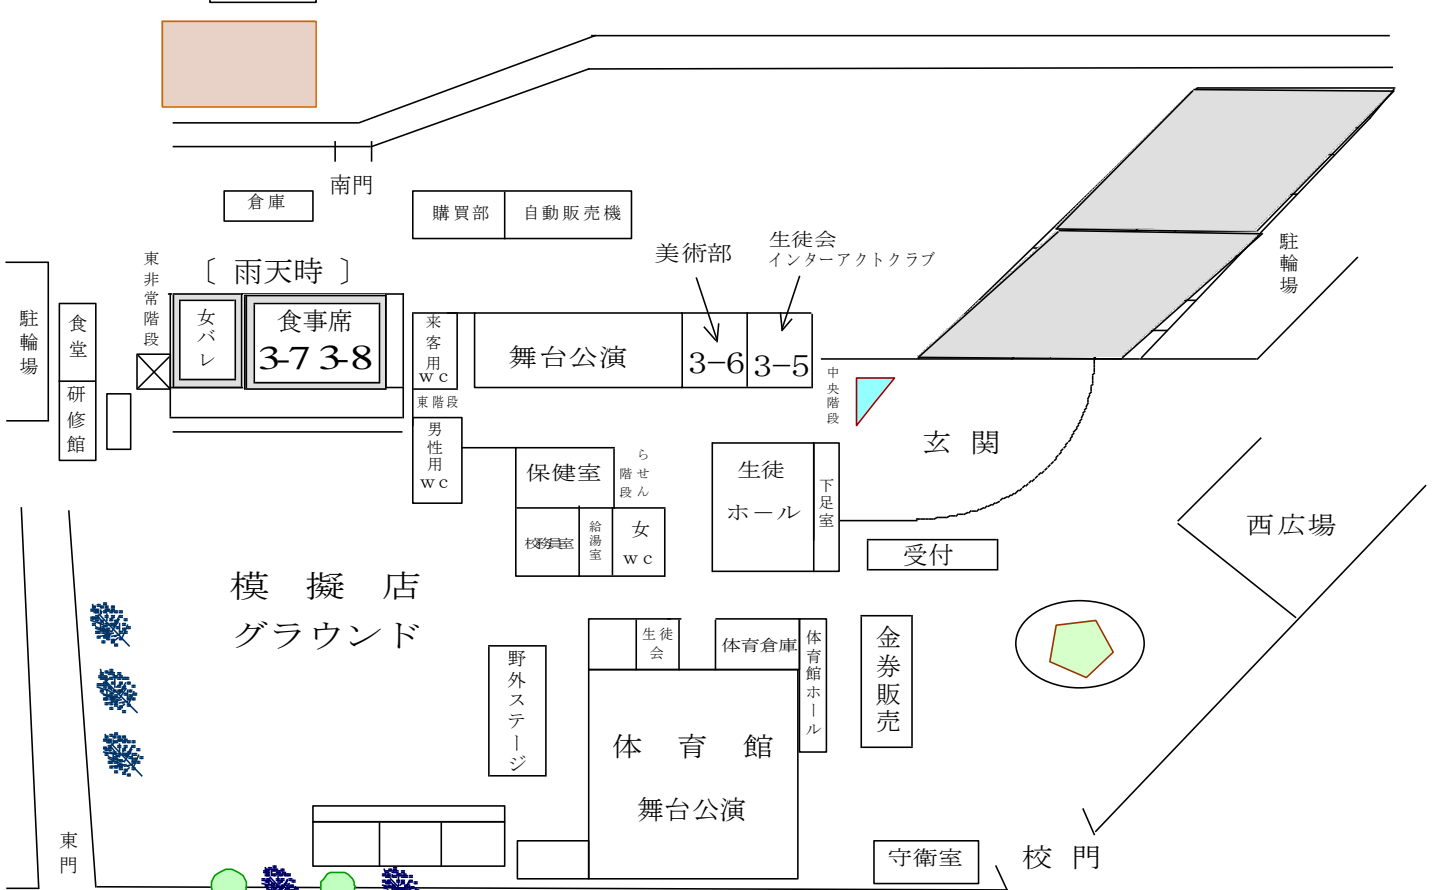 南門
倉庫
購買部
自動販売機
美術部
生徒会
インターアクトクラブ
駐輪場
東非常階段
〔 雨天時 〕
駐輪場
食堂
研修館
女バレ
食事席
3-7 3-8
来客用
wc
舞台公演
3-6
3-5
中央階段
東階段
男性用
wc
玄関
保健室
らせん
階段
生徒
ホール
下足室
校務員室
給湯室
女
wc
受付
西広場
模擬店
グラウンド
生徒会
体育倉庫
体育館ホール
金券販売
野外ステージ
体育館
舞台公演
東門
守衛室
校門